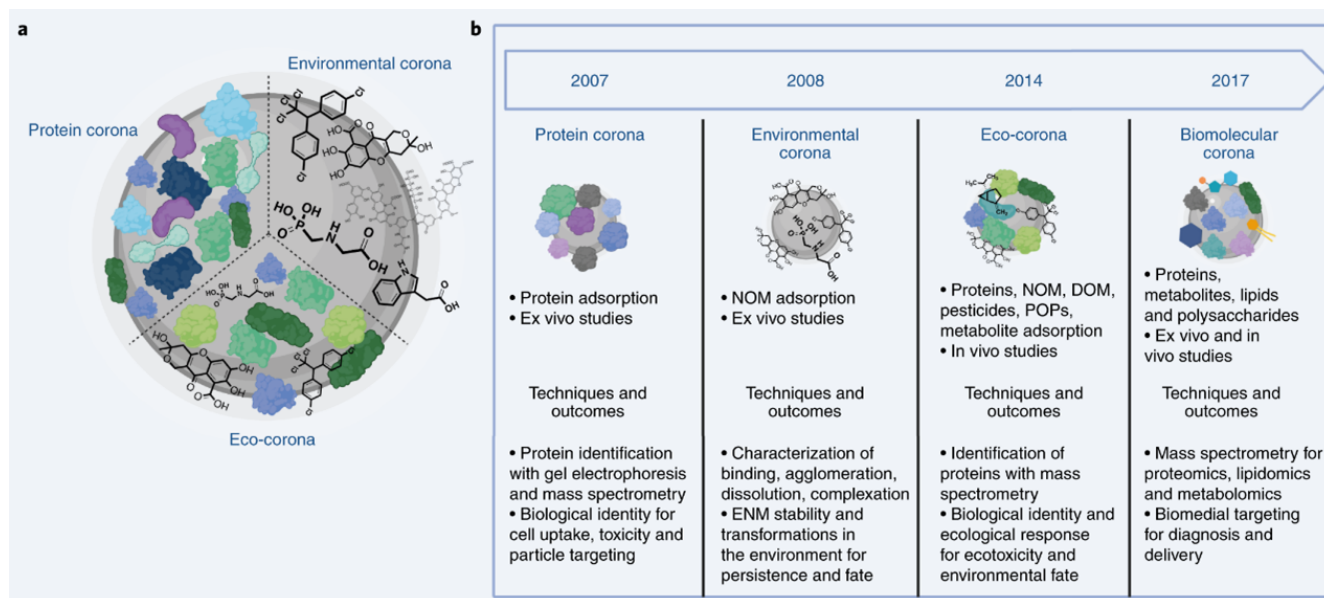 a
Environmental corona
Protein corona
Eco-corona
HO
OH
P
O
N
H
O
OH
b
2007
2008
2014
2017
Protein corona
• Protein adsorption
• Ex vivo studies
Techniques and
outcomes
• Protein identification
with gel electrophoresis
and mass spectrometry
• Biological identity for
cell uptake, toxicity and
particle targeting
Environmental
corona
• NOM adsorption
• Ex vivo studies
Techniques and
outcomes
• Characterization of
binding, agglomeration,
dissolution, complexation
• ENM stability and
transformations in
the environment for
persistence and fate
Eco-corona
• Proteins, NOM, DOM,
pesticides, POPs,
metabolite adsorption
• In vivo studies
Techniques and
outcomes
• Identification of
proteins with mass
spectrometry
• Biological identity and
ecological response
for ecotoxicity and
environmental fate
Biomolecular
corona
• Proteins,
metabolites, lipids
and polysaccharides
• Ex vivo and in
vivo studies
Techniques and
outcomes
• Mass spectrometry for
proteomics, lipidomics
and metabolomics
• Biomedial targeting
for diagnosis and
delivery